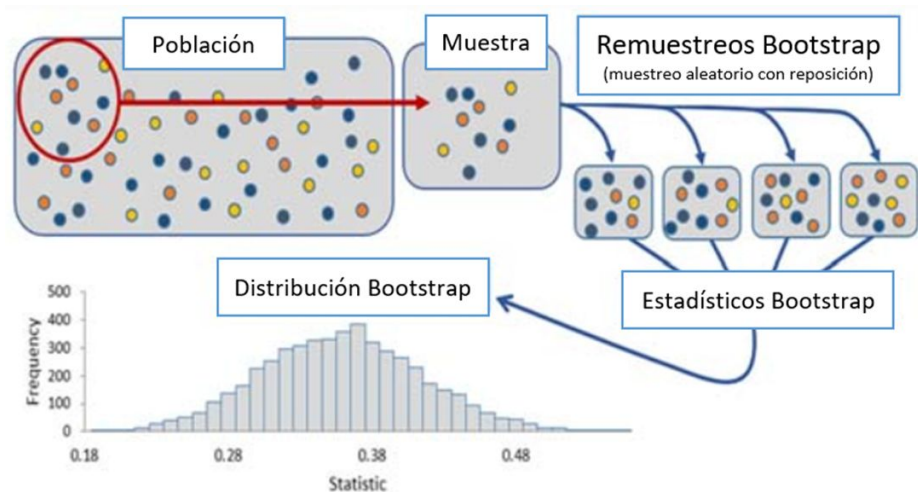 Población
Muestra
Remuestreos Bootstrap
(muestreo aleatorio con reposición)
Distribución Bootstrap
Estadísticos Bootstrap
Frequency
500
400
300
200
100
0
0.18
0.28
0.38
0.48
Statistic